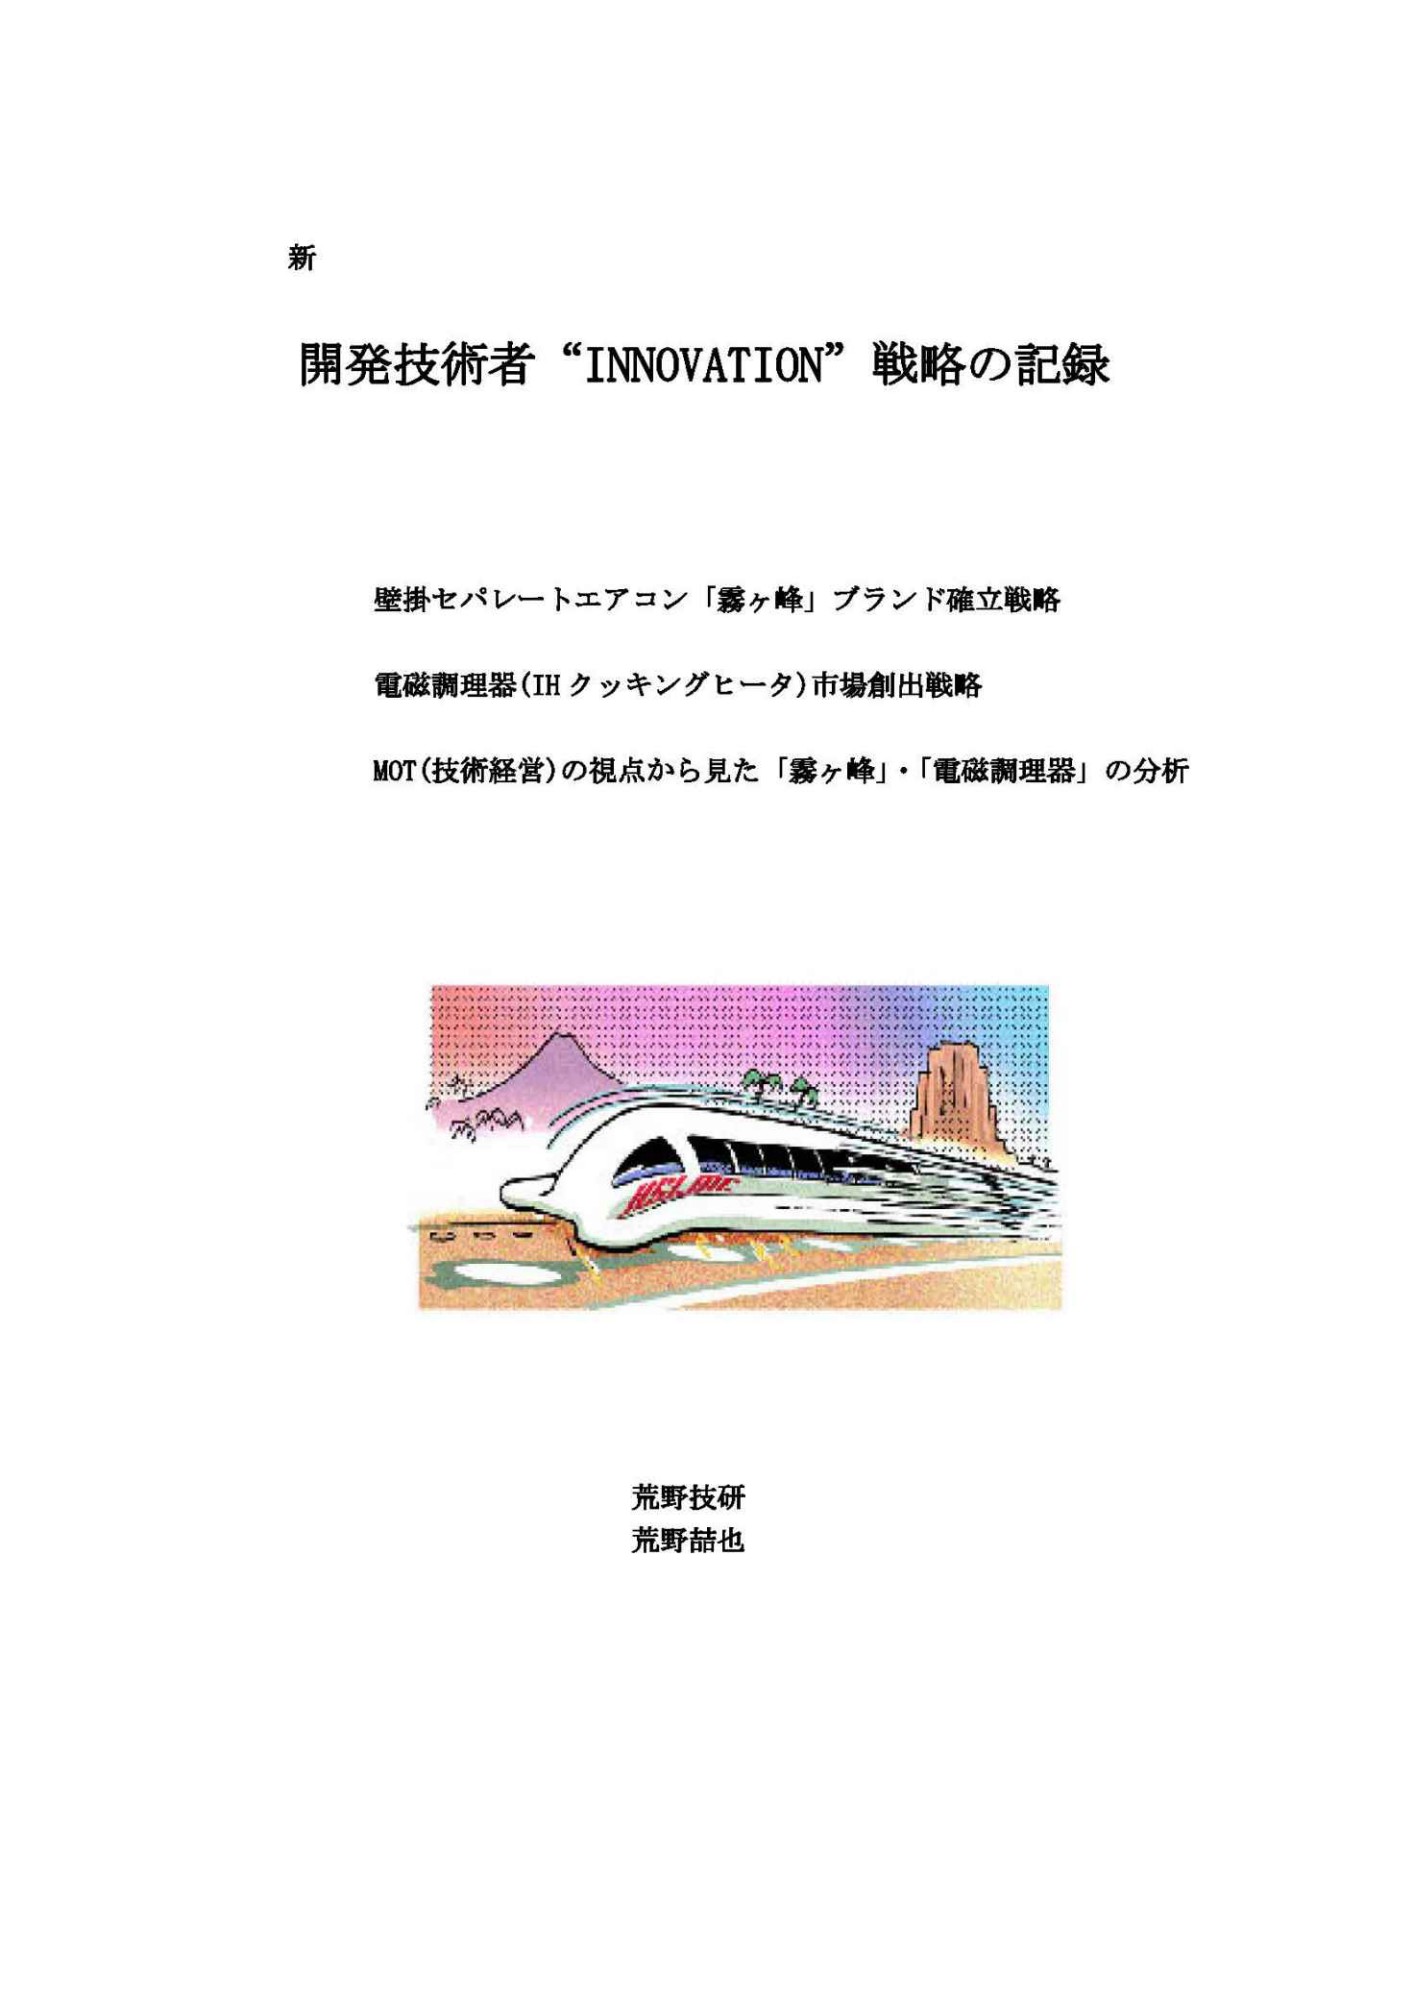 新
開発技術者“INNOVATION”戦略の記録
壁掛セパレートエアコン「霧ヶ峰」ブランド確立戦略
電磁調理器(IHクッキングヒータ)市場創出戦略
MOT(技術経営)の視点から見た「霧ヶ峰」・「電磁調理器」の分析
荒野技研
荒野喆也